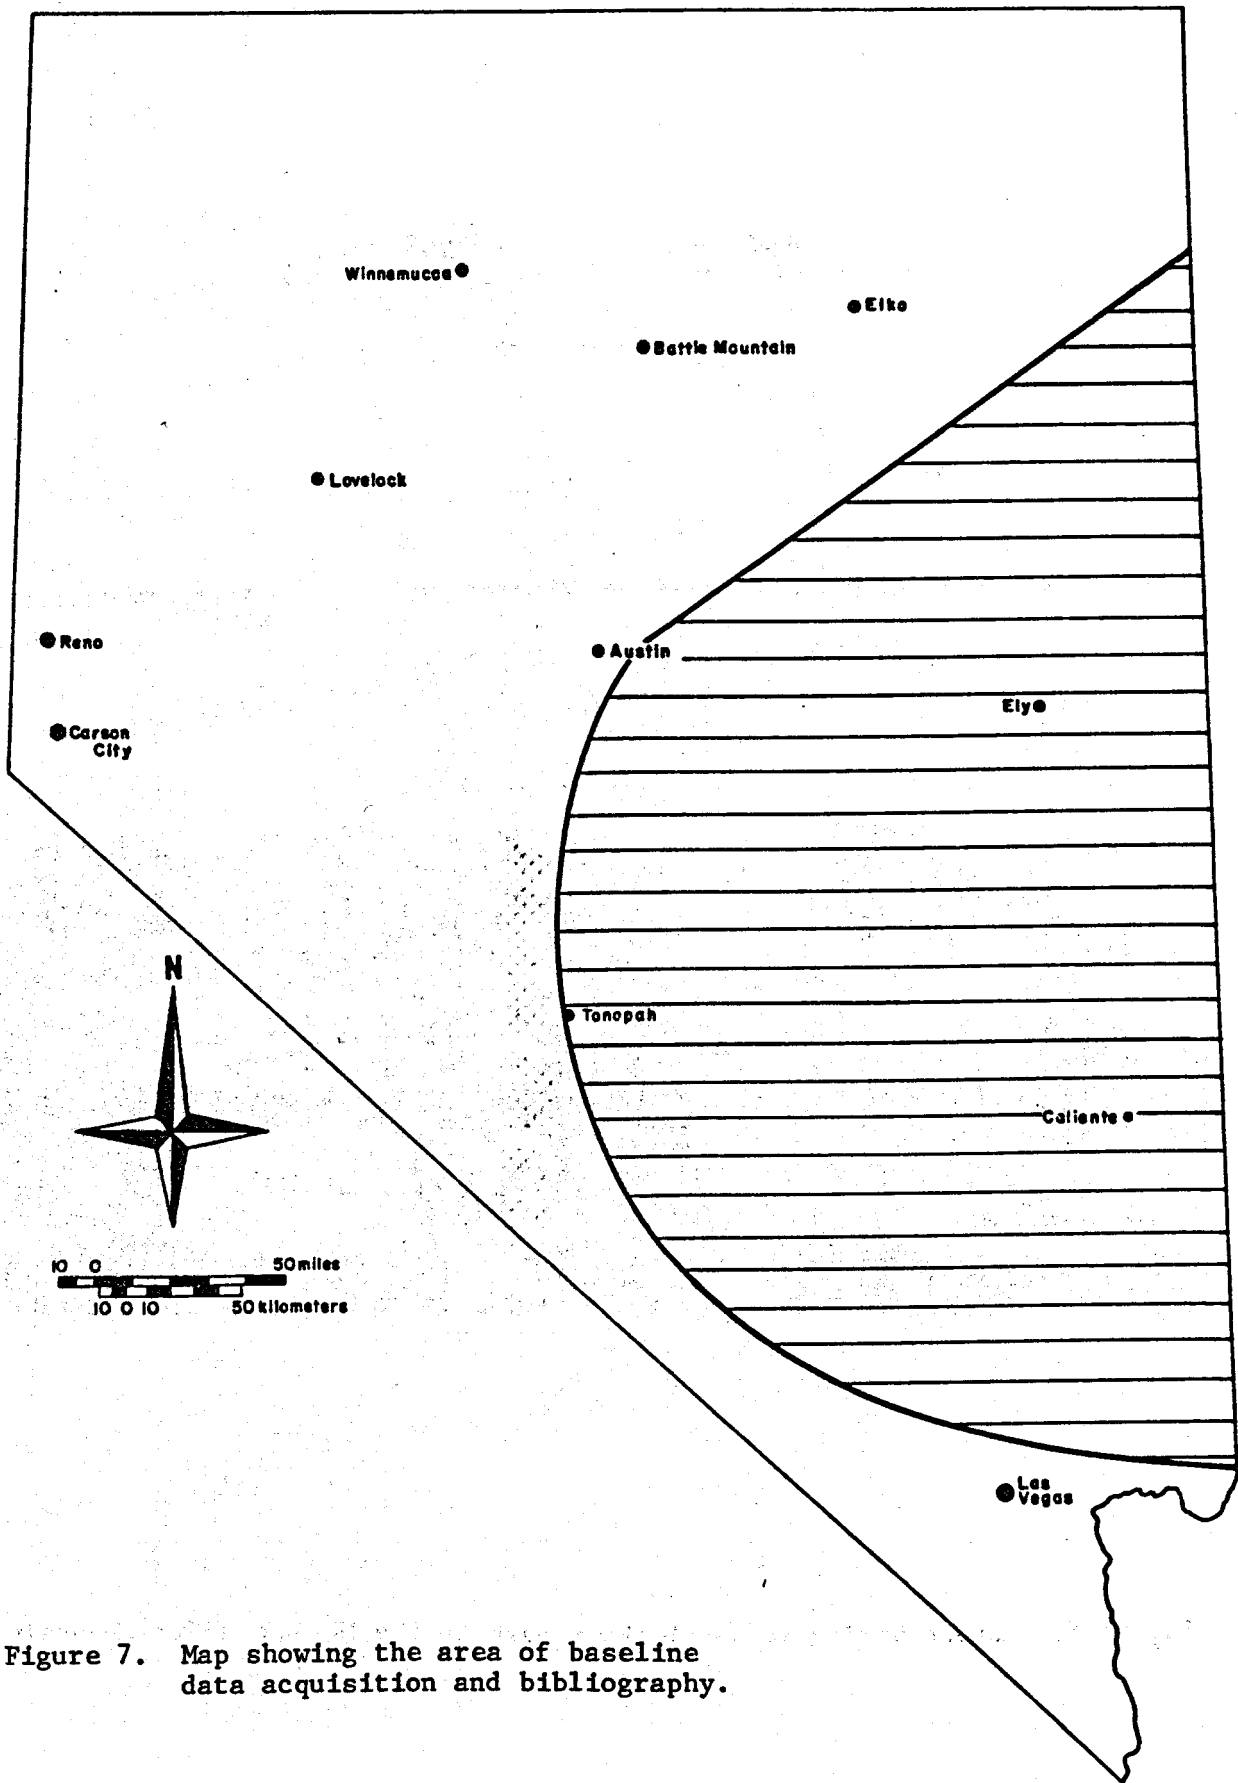 Winnemucca
Elko
Battle Mountain
Lovelock
Reno
Austin
Ely
Carson
City
N
Tonopah
Caliente
10 0 50 miles
10 0 10 50 kilometers
Las
Vegas
Figure 7. Map showing the area of baseline
data acquisition and bibliography.